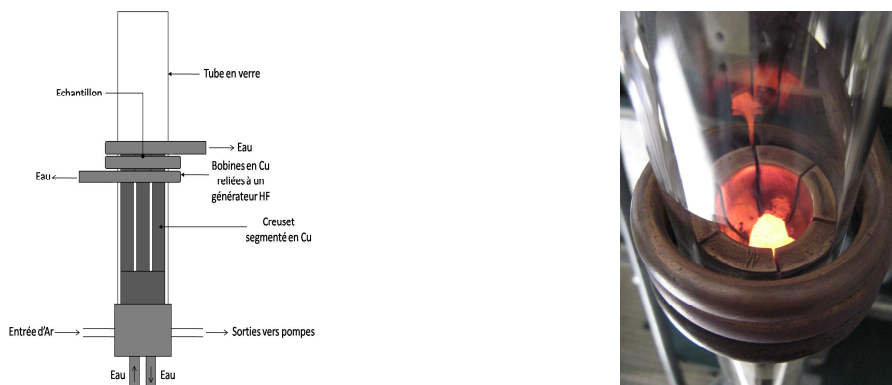 Tube en verre
Echantillon
Eau
Bobines en Cu
reliées à un
générateur HF
Eau
Creuset
segmenté en Cu
Entrée d'Ar
Sorties vers pompes
Eau
Eau